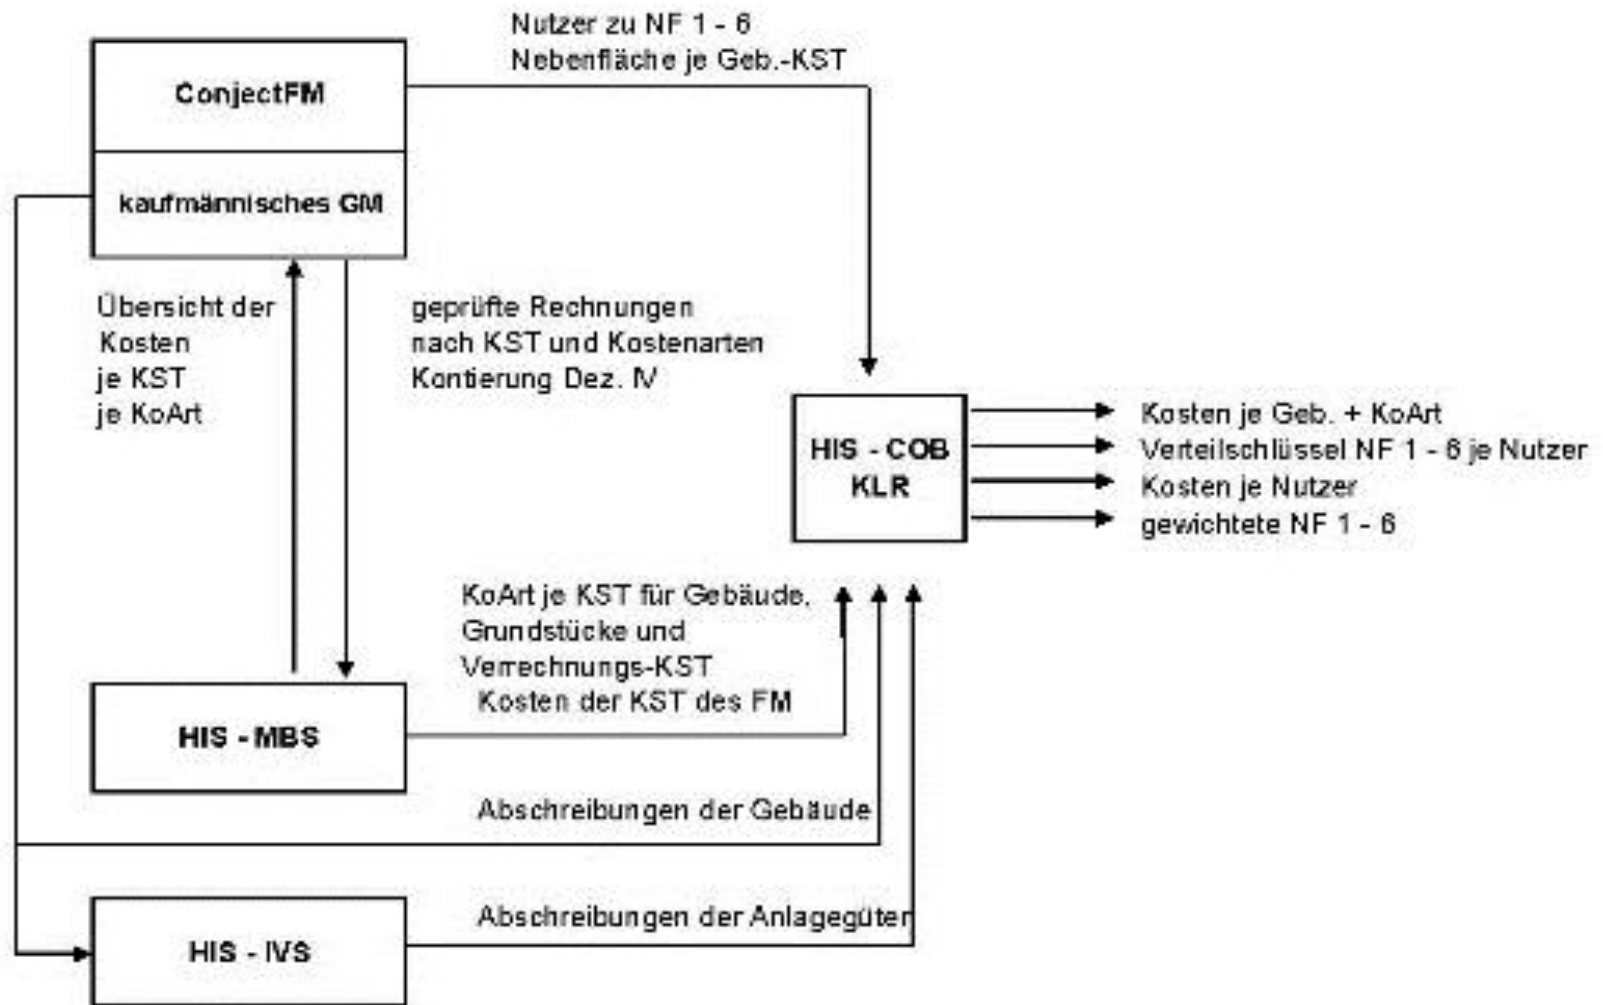 Nutzer zu NF 1 - 6
Nebenfläche je Geb.-KST
ConjectFM
kaufmännisches GM
Übersicht der
Kosten
je KST
je KoArt
geprüfte Rechnungen
nach KST und Kostenarten
Kontierung Dez. IV
HIS - COB
KLR
Kosten je Geb. + KoArt
Verteilschlüssel NF 1 - 6 je Nutzer
Kosten je Nutzer
gewichtete NF 1 - 6
KoArt je KST für Gebäude,
Grundstücke und
Verrechnungs-KST
Kosten der KST des FM
HIS - MBS
Abschreibungen der Gebäude
Abschreibungen der Anlagegüter
HIS - IVS